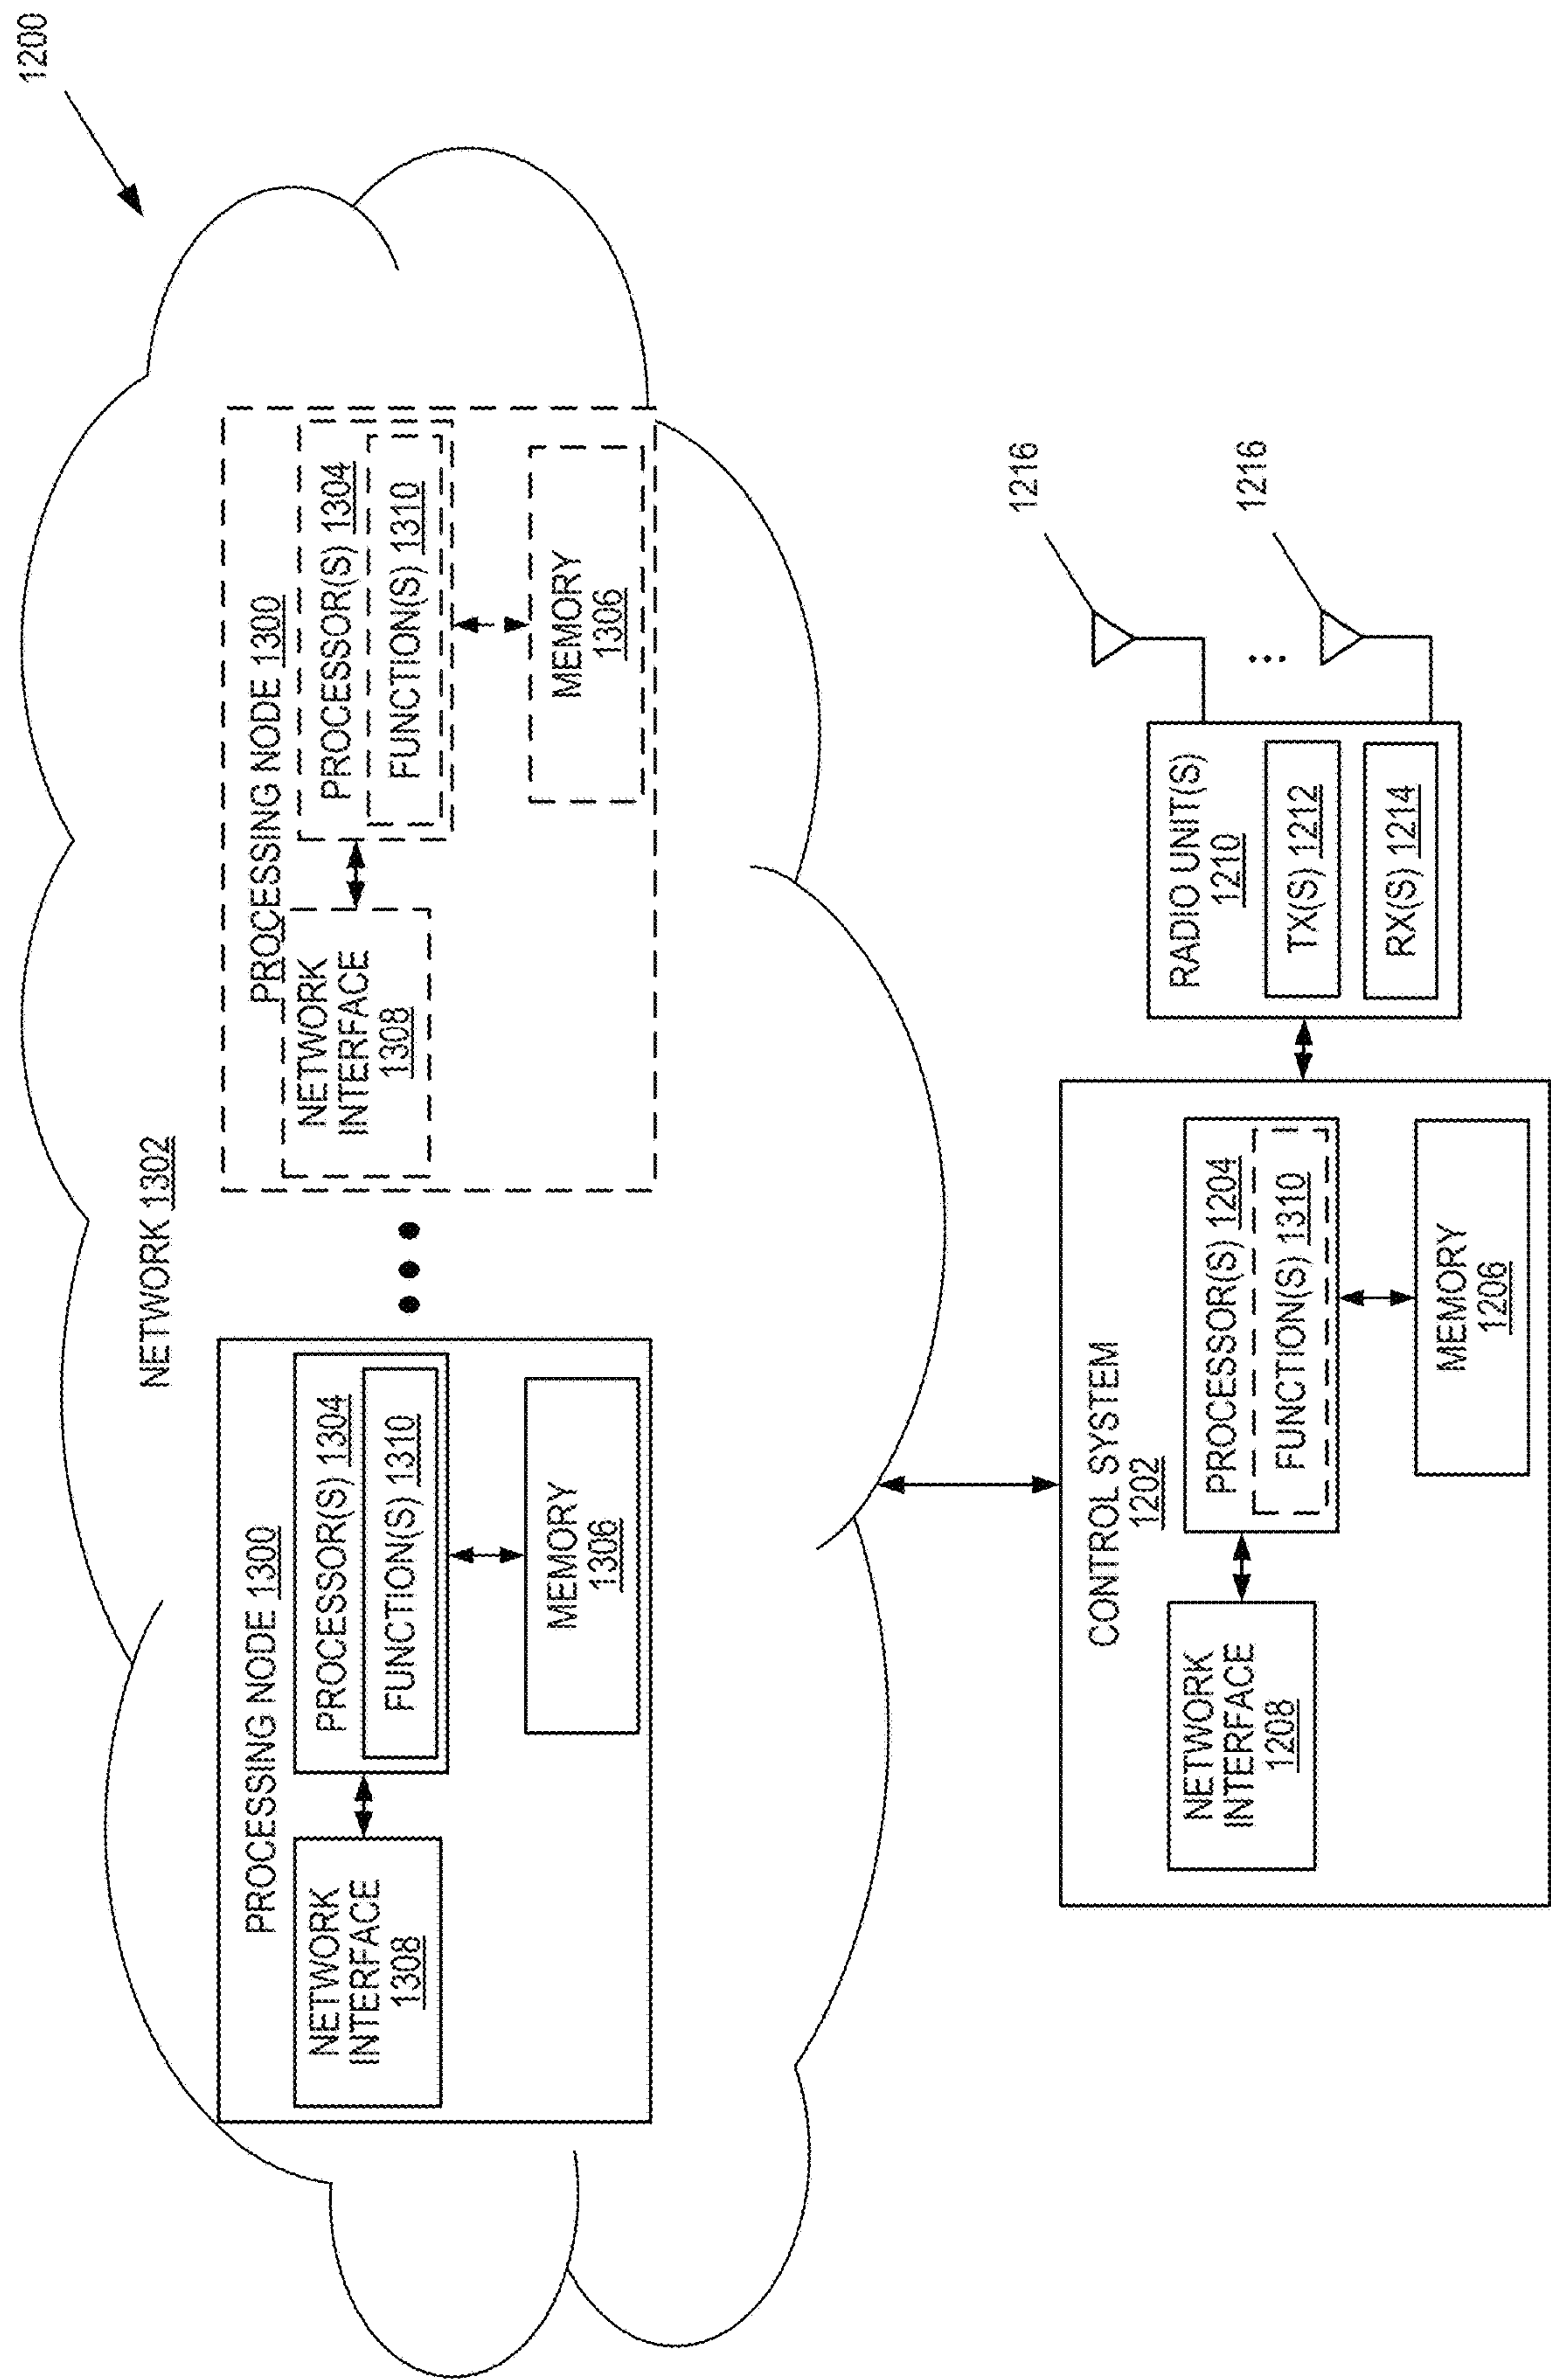 1200
NETWORK 1302
PROCESSING NODE 1300
NETWORK
INTERFACE
1308
PROCESSOR(S) 1304
FUNCTION(S) 1310
MEMORY
1306
PROCESSING NODE 1300
NETWORK
INTERFACE
1308
PROCESSOR(S) 1304
FUNCTION(S) 1310
MEMORY
1306
CONTROL SYSTEM
1202
NETWORK
INTERFACE
1208
PROCESSOR(S) 1204
FUNCTION(S) 1310
MEMORY
1206
RADIO UNIT(S)
1210
TX(S) 1212
RX(S) 1214
1216
1216